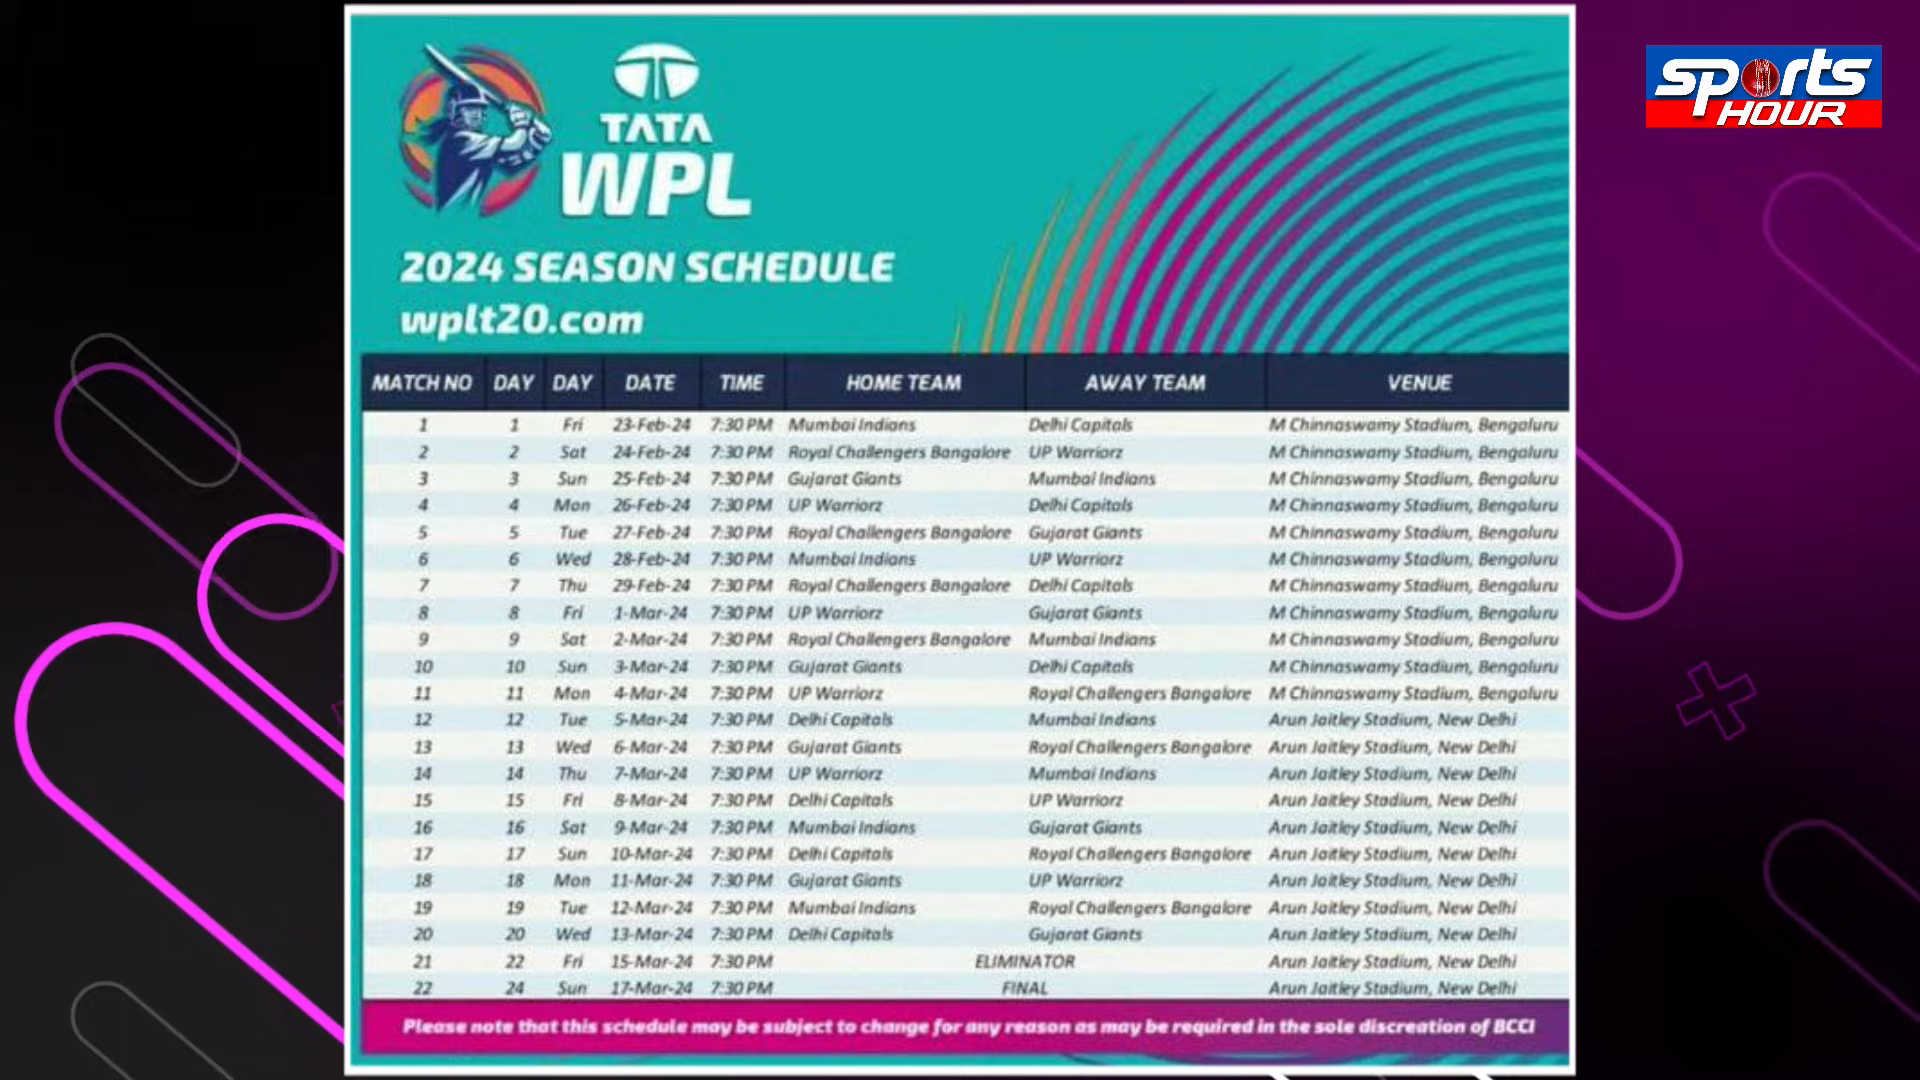 TATA
WPL
SPORTS
HOUR
2024 SEASON SCHEDULE
wplt20.com
MATCH NO DAY DAY DATE TIME HOME TEAM AWAY TEAM VENUE
1 1 Fri 23-Feb-24 7:30 PM Mumbai Indians Delhi Capitals M Chinnaswamy Stadium, Bengaluru
2 2 Sat 24-Feb-24 7:30 PM Royal Challengers Bangalore UP Warriorz M Chinnaswamy Stadium, Bengaluru
3 3 Sun 25-Feb-24 7:30 PM Gujarat Giants Mumbai Indians M Chinnaswamy Stadium, Bengaluru
4 4 Mon 26-Feb-24 7:30 PM UP Warriorz Delhi Capitals M Chinnaswamy Stadium, Bengaluru
5 5 Tue 27-Feb-24 7:30 PM Royal Challengers Bangalore Gujarat Giants M Chinnaswamy Stadium, Bengaluru
6 6 Wed 28-Feb-24 7:30 PM Mumbai Indians UP Warriorz M Chinnaswamy Stadium, Bengaluru
7 7 Thu 29-Feb-24 7:30 PM Royal Challengers Bangalore Delhi Capitals M Chinnaswamy Stadium, Bengaluru
8 8 Fri 1-Mar-24 7:30 PM UP Warriorz Gujarat Giants M Chinnaswamy Stadium, Bengaluru
9 9 Sat 2-Mar-24 7:30 PM Royal Challengers Bangalore Mumbai Indians M Chinnaswamy Stadium, Bengaluru
10 10 Sun 3-Mar-24 7:30 PM Gujarat Giants Delhi Capitals M Chinnaswamy Stadium, Bengaluru
11 11 Mon 4-Mar-24 7:30 PM UP Warriorz Royal Challengers Bangalore M Chinnaswamy Stadium, Bengaluru
12 12 Tue 5-Mar-24 7:30 PM Delhi Capitals Mumbai Indians Arun Jaitley Stadium, New Delhi
13 13 Wed 6-Mar-24 7:30 PM Gujarat Giants Royal Challengers Bangalore Arun Jaitley Stadium, New Delhi
14 14 Thu 7-Mar-24 7:30 PM UP Warriorz Mumbai Indians Arun Jaitley Stadium, New Delhi
15 15 Fri 8-Mar-24 7:30 PM Delhi Capitals UP Warriorz Arun Jaitley Stadium, New Delhi
16 16 Sat 9-Mar-24 7:30 PM Mumbai Indians Gujarat Giants Arun Jaitley Stadium, New Delhi
17 17 Sun 10-Mar-24 7:30 PM Delhi Capitals Royal Challengers Bangalore Arun Jaitley Stadium, New Delhi
18 18 Mon 11-Mar-24 7:30 PM Gujarat Giants UP Warriorz Arun Jaitley Stadium, New Delhi
19 19 Tue 12-Mar-24 7:30 PM Mumbai Indians Royal Challengers Bangalore Arun Jaitley Stadium, New Delhi
20 20 Wed 13-Mar-24 7:30 PM Delhi Capitals Gujarat Giants Arun Jaitley Stadium, New Delhi
21 22 Fri 15-Mar-24 7:30 PM ELIMINATOR Arun Jaitley Stadium, New Delhi
22 24 Sun 17-Mar-24 7:30 PM FINAL Arun Jaitley Stadium, New Delhi
Please note that this schedule may be subject to change for any reason as may be required in the sole discreation of BCCI